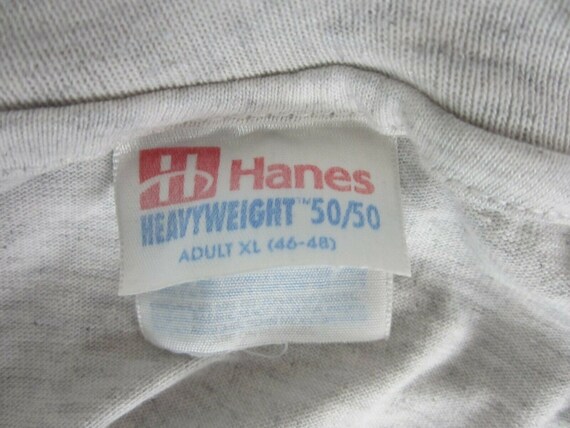 H Hanes
HEAVYWEIGHT™ 50/50
ADULT XL (46-48)